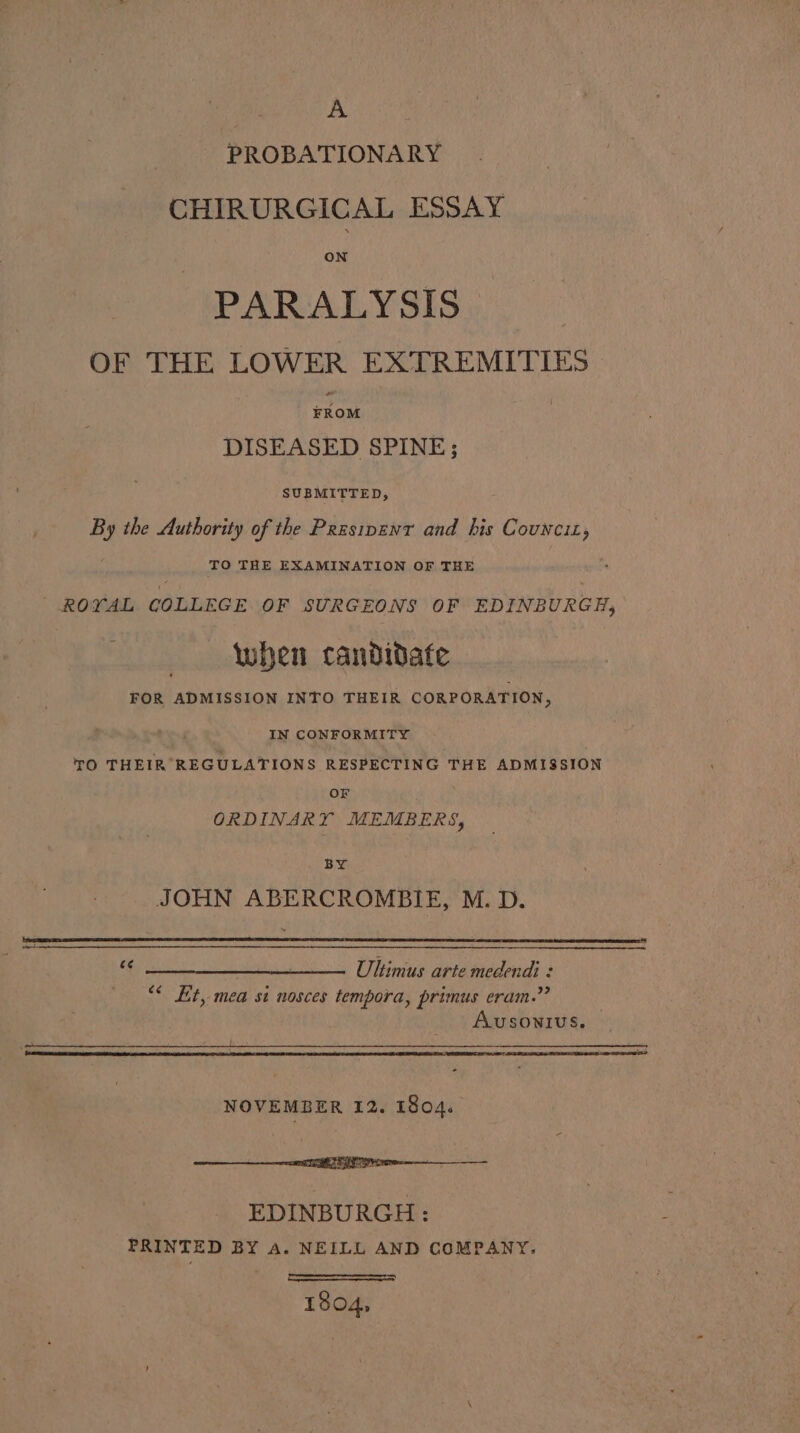 A
PROBATIONARY
CHIRURGICAL ESSAY
ON
PARALYSIS
OF THE LOWER EXTREMITIES
FROM
DISEASED SPINE;
SUBMITTED,
By the Authority of the PRESIDENT and his COUNCIL,
TO THE EXAMINATION OF THE
ROYAL COLLEGE OF SURGEONS OF EDINBURGH,
when candidate
FOR ADMISSION INTO THEIR CORPORATION,
IN CONFORMITY
TO THEIR REGULATIONS RESPECTING THE ADMISSION
OF
ORDINARY MEMBERS,
BY
JOHN ABERCROMBIE, M. D.
“ ——— Ultimus arte medendi :
“ Et, mea si nosces tempora, primus eram.”
AUSONIUS.
NOVEMBER 12. 1804.
EDINBURGH:
PRINTED BY A. NEILL AND COMPANY.
1804.